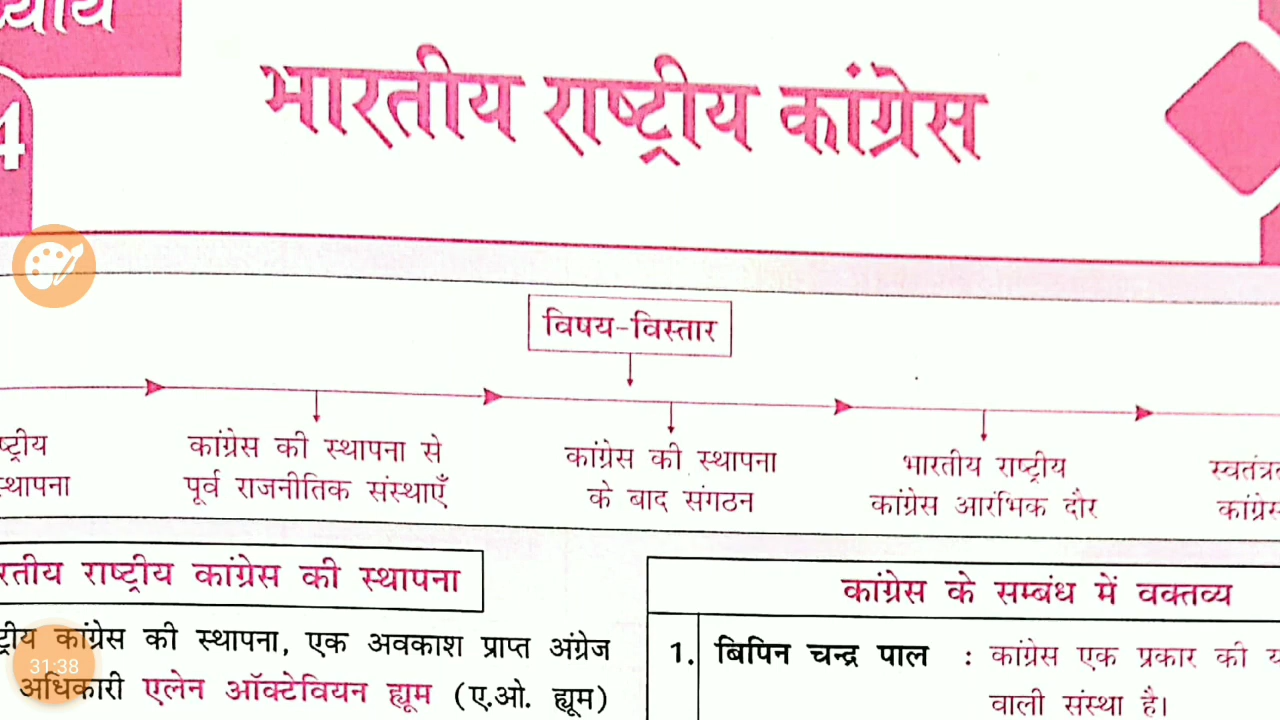 भारतीय राष्ट्रीय कांग्रेस
विषय-विस्तार
कांग्रेस की स्थापना से
पूर्व राजनीतिक संस्थाएँ
कांग्रेस की स्थापना
के बाद संगठन
भारतीय राष्ट्रीय
कांग्रेस आरंभिक दौर
राष्ट्रीय कांग्रेस की स्थापना
कांग्रेस की स्थापना, एक अवकाश प्राप्त अंग्रेज
अधिकारी एलेन ऑक्टेवियन ह्यूम (ए.ओ. ह्यूम)
कांग्रेस के सम्बंध में वक्तव्य
1. बिपिन चन्द्र पाल : कांग्रेस एक प्रकार की
वाली संस्था है।
31:38